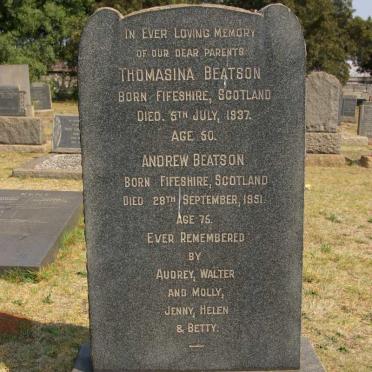 In Ever Loving Memory
of our dear parents
Thomasina Beatson
Born Fifeshire, Scotland
Died. 5th July, 1937.
Age 50.
Andrew Beatson
Born Fifeshire, Scotland
Died 28th September, 1951.
Age 75.
Ever Remembered
by
Audrey, Walter
and Molly,
Jenny, Helen
& Betty.